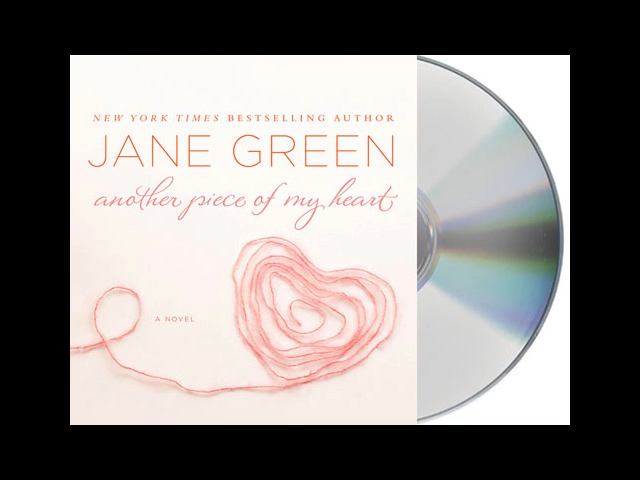 NEW YORK TIMES BESTSELLING AUTHOR
JANE GREEN
another piece of my heart
A NOVEL